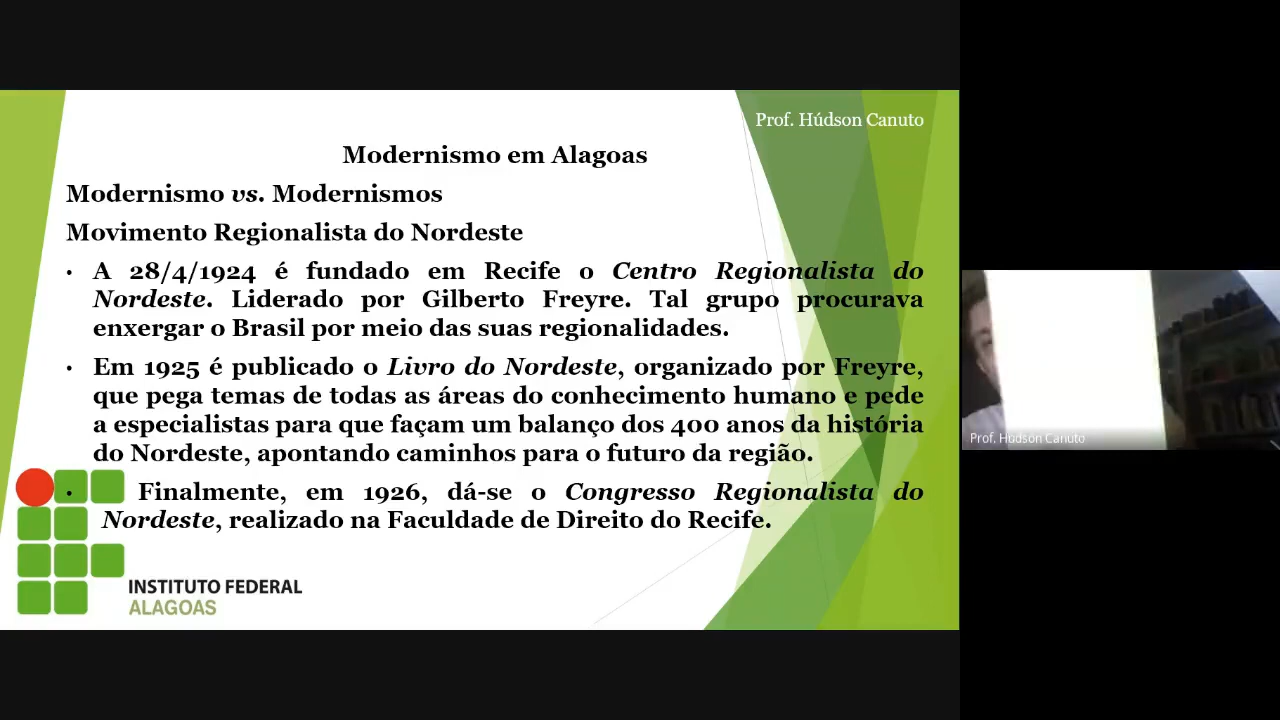 Prof. Húdson Canuto
Modernismo em Alagoas
Modernismo vs. Modernismos
Movimento Regionalista do Nordeste
• A 28/4/1924 é fundado em Recife o Centro Regionalista do
Nordeste. Liderado por Gilberto Freyre. Tal grupo procurava
enxergar o Brasil por meio das suas regionalidades.
• Em 1925 é publicado o Livro do Nordeste, organizado por Freyre,
que pega temas de todas as áreas do conhecimento humano e pede
a especialistas para que façam um balanço dos 400 anos da história
do Nordeste, apontando caminhos para o futuro da região.
• Finalmente, em 1926, dá-se o Congresso Regionalista do
Nordeste, realizado na Faculdade de Direito do Recife.
INSTITUTO FEDERAL
ALAGOAS
Prof. Húdson Canuto